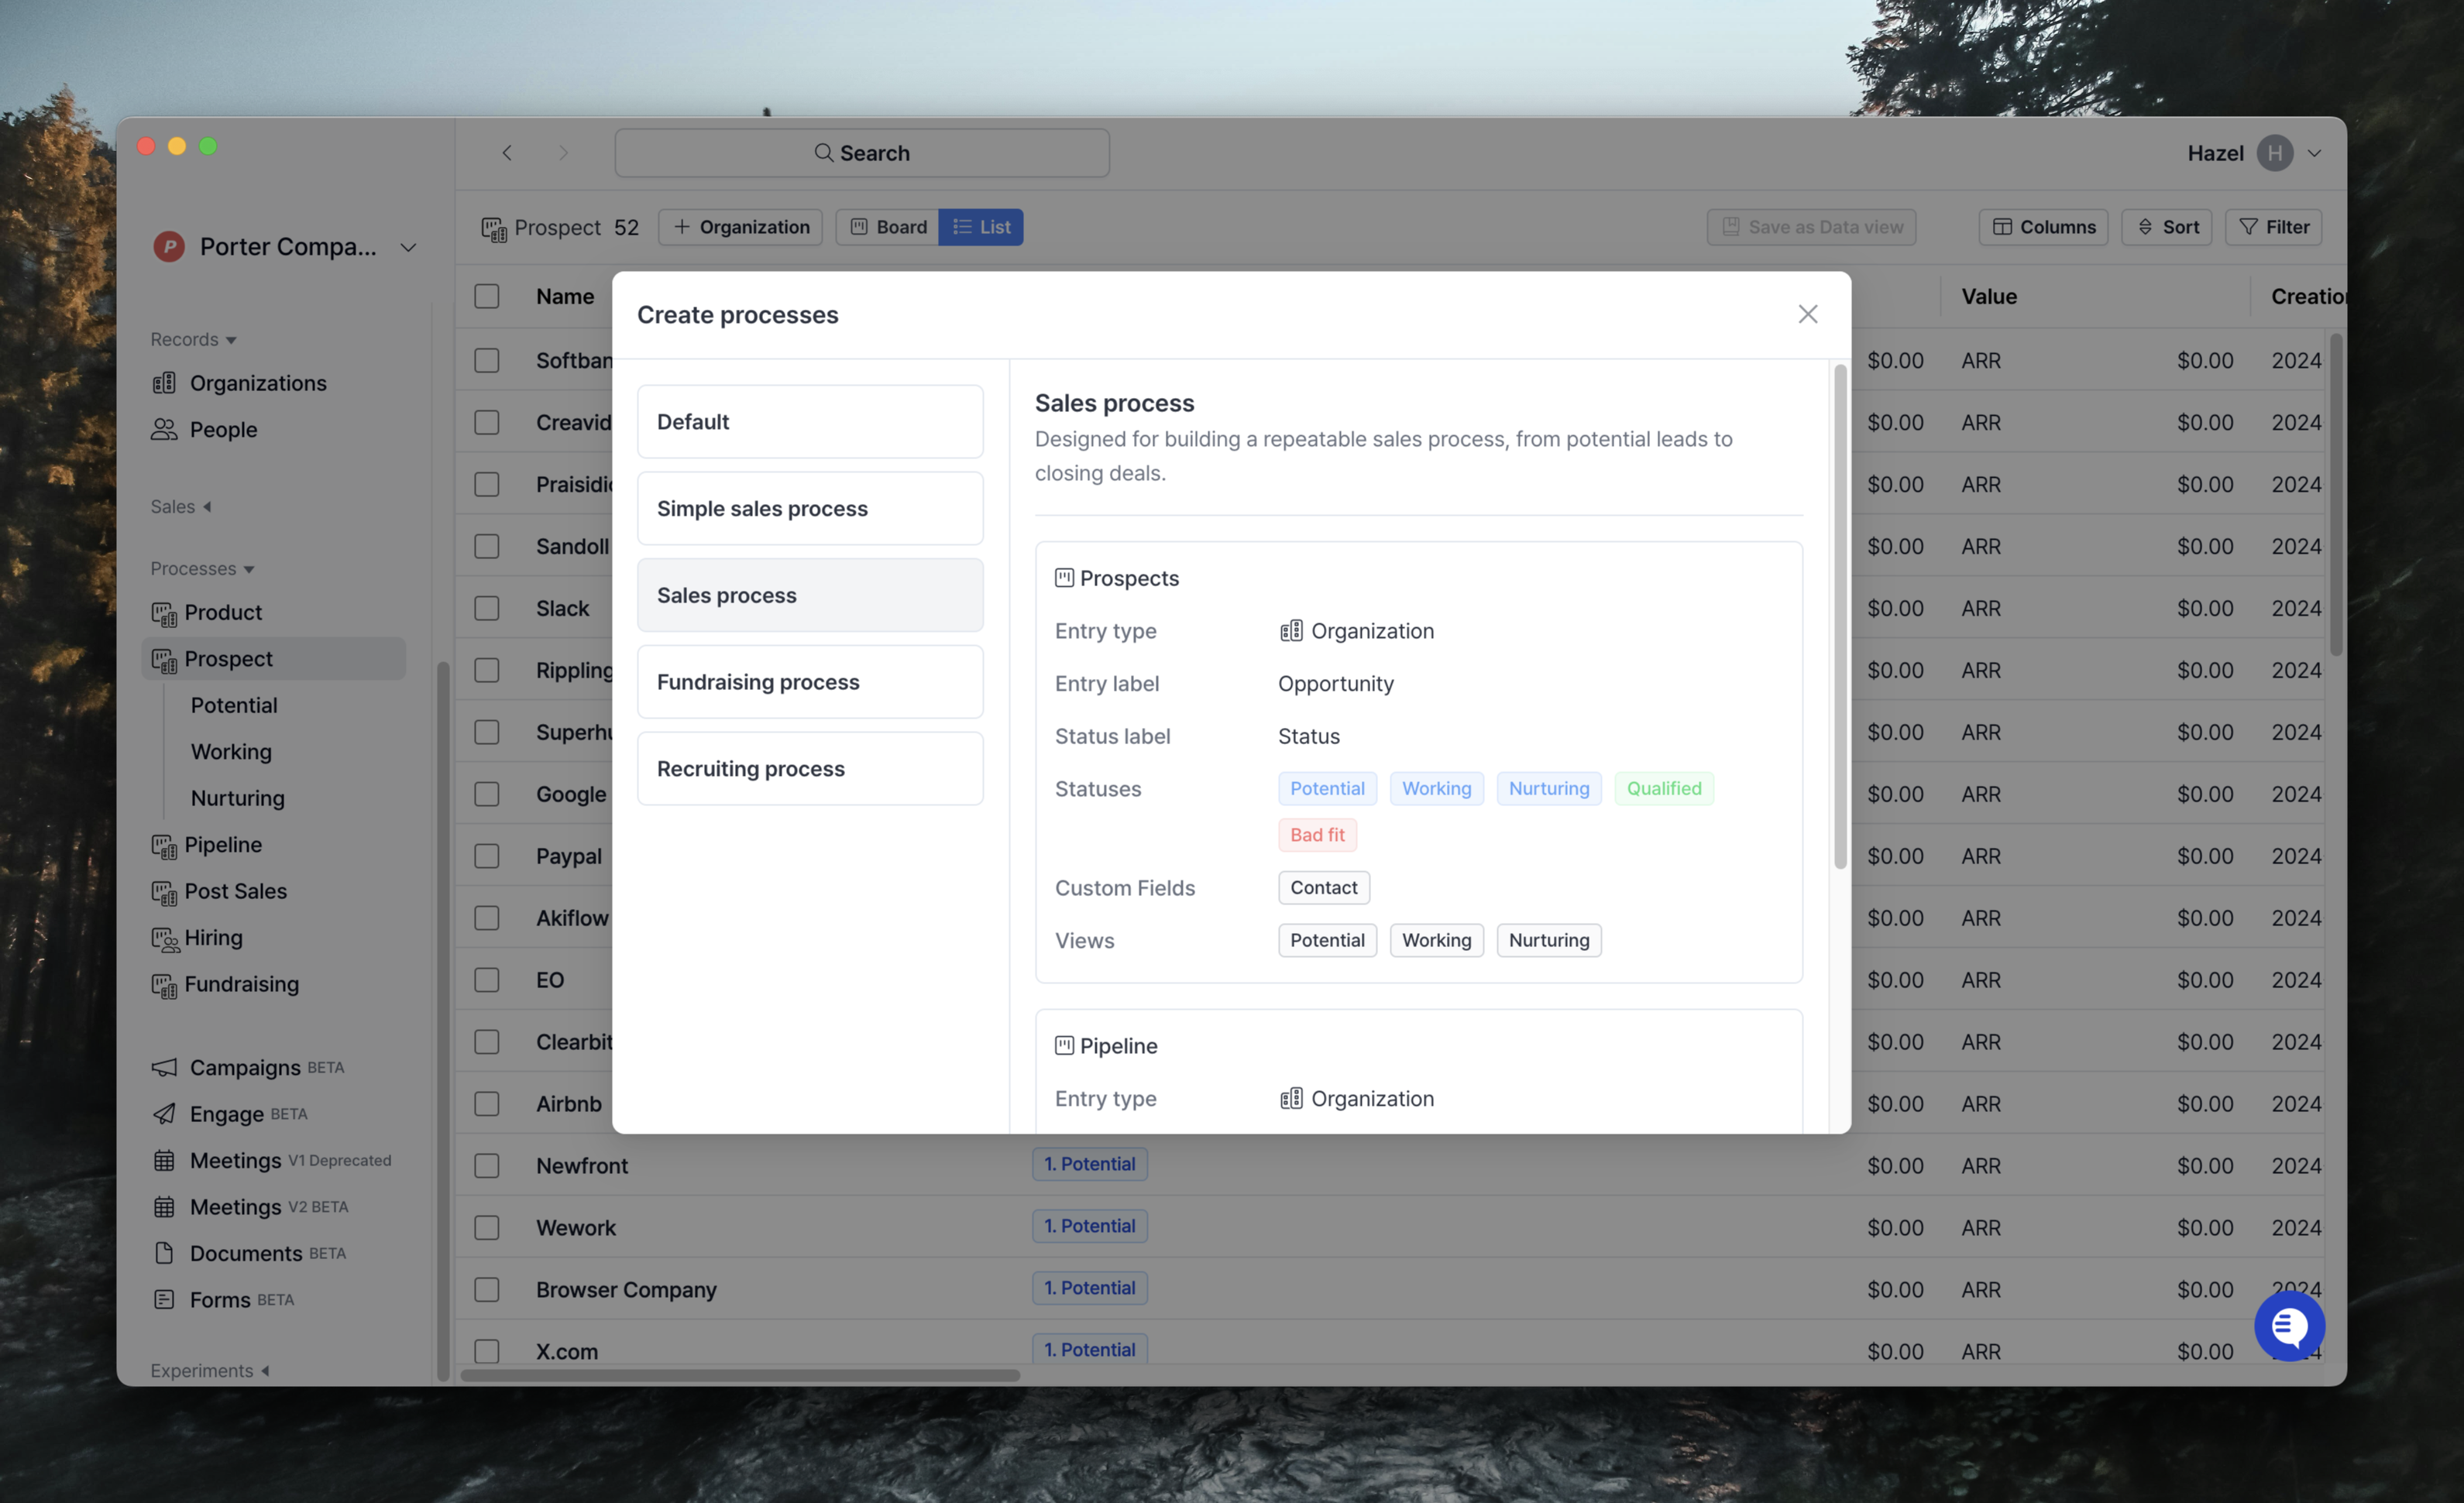 Search
Hazel H
P Porter Compa...
Prospect 52
Organization
Board
List
Save as Data view
Columns
Sort
Filter
Records
Organizations
People
Sales
Processes
Product
Prospect
Potential
Working
Nurturing
Pipeline
Post Sales
Hiring
Fundraising
Campaigns BETA
Engage BETA
Meetings V1 Deprecated
Meetings V2 BETA
Documents BETA
Forms BETA
Experiments
Name Value
Create processes
Default
Simple sales process
Sales process
Fundraising process
Recruiting process
Sales process
Designed for building a repeatable sales process, from potential leads to
closing deals.
Prospects
Entry type Organization
Entry label Opportunity
Status label Status
Statuses Potential Working Nurturing Qualified
Bad fit
Custom Fields Contact
Views Potential Working Nurturing
Pipeline
Entry type Organization
$0.00 ARR $0.00 2024
$0.00 ARR $0.00 2024
$0.00 ARR $0.00 2024
Sandoll $0.00 ARR $0.00 2024
Slack $0.00 ARR $0.00 2024
Rippling $0.00 ARR $0.00 2024
$0.00 ARR $0.00 2024
Google $0.00 ARR $0.00 2024
Paypal $0.00 ARR $0.00 2024
Akiflow $0.00 ARR $0.00 2024
EO $0.00 ARR $0.00 2024
Clearbit $0.00 ARR $0.00 2024
Airbnb $0.00 ARR $0.00 2024
Newfront 1. Potential $0.00 ARR $0.00 2024
Wework 1. Potential $0.00 ARR $0.00 2024
Browser Company 1. Potential $0.00 ARR $0.00 2024
X.com 1. Potential $0.00 ARR $0.00